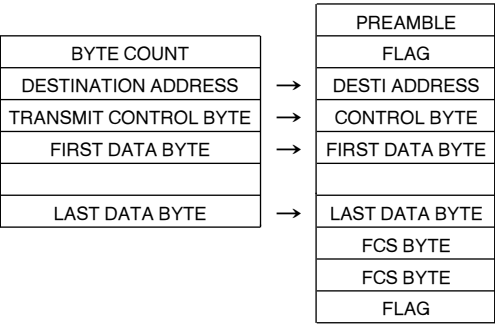 PREAMBLE
BYTE COUNT
FLAG
DESTINATION ADDRESS → DESTI ADDRESS
TRANSMIT CONTROL BYTE → CONTROL BYTE
FIRST DATA BYTE → FIRST DATA BYTE
LAST DATA BYTE → LAST DATA BYTE
FCS BYTE
FCS BYTE
FLAG